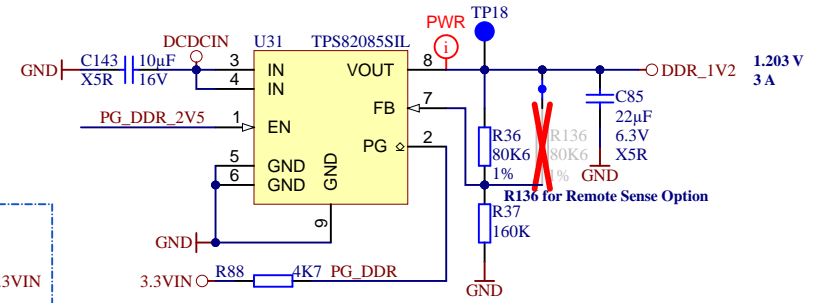 TP18
PWR
i
DCDCIN
U31
TPS82085SIL
C143
10µF
GND
X5R
16V
3
IN
4
IN
VOUT
8
DDR_1V2
1.203 V
3 A
PG_DDR_2V5
1
EN
FB
7
C85
22µF
6.3V
X5R
GND
PG
2
R36
80K6
1%
R136
80K6
1%
5
GND
6
GND
GND
9
R136 for Remote Sense Option
R37
160K
GND
GND
3VIN
3.3VIN
R88
4K7
PG_DDR